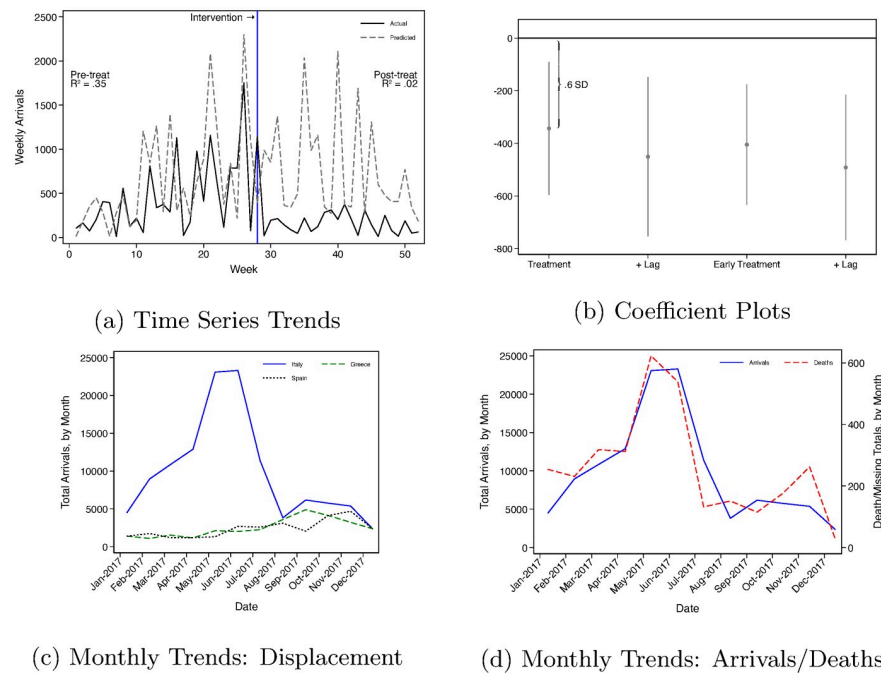 Intervention →
Actual
Predicted
Pre-treat
R² = .35
Post-treat
R² = .02
Weekly Arrivals
2500
2000
1500
1000
500
0
0 10 20 30 40 50
Week
(a) Time Series Trends
0
-200
-400
-600
-800
.6 SD
Treatment + Lag Early Treatment + Lag
(b) Coefficient Plots
Italy Greece
Spain
Total Arrivals, by Month
25000
20000
15000
10000
5000
0
Jan-2017 Feb-2017 Mar-2017 Apr-2017 May-2017 Jun-2017 Jul-2017 Aug-2017 Sep-2017 Oct-2017 Nov-2017 Dec-2017
Date
(c) Monthly Trends: Displacement
Arrivals Deaths
Total Arrivals, by Month
25000
20000
15000
10000
5000
0
600
400
200
0
Death/Missing Totals, by Month
Jan-2017 Feb-2017 Mar-2017 Apr-2017 May-2017 Jun-2017 Jul-2017 Aug-2017 Sep-2017 Oct-2017 Nov-2017 Dec-2017
Date
(d) Monthly Trends: Arrivals/Deaths